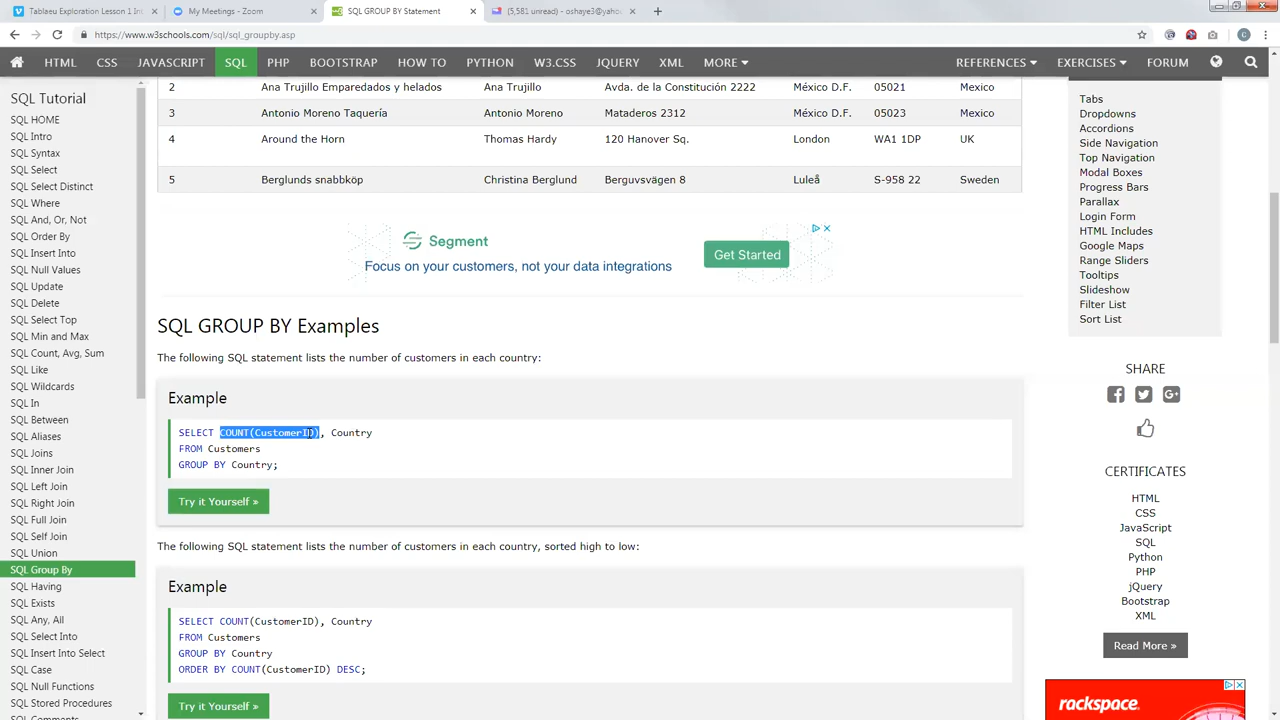 Tablaeu Exploration Lesson 1 In
My Meetings - Zoom
SQL GROUP BY Statement
(5,581 unread) - oshaye3@yahoo
https://www.w3schools.com/sql/sql_groupby.asp
HTML CSS JAVASCRIPT SQL PHP BOOTSTRAP HOW TO PYTHON W3.CSS JQUERY XML MORE REFERENCES EXERCISES FORUM
SQL Tutorial
SQL HOME
SQL Intro
SQL Syntax
SQL Select
SQL Select Distinct
SQL Where
SQL And, Or, Not
SQL Order By
SQL Insert Into
SQL Null Values
SQL Update
SQL Delete
SQL Select Top
SQL Min and Max
SQL Count, Avg, Sum
SQL Like
SQL Wildcards
SQL In
SQL Between
SQL Aliases
SQL Joins
SQL Inner Join
SQL Left Join
SQL Right Join
SQL Full Join
SQL Self Join
SQL Union
SQL Group By
SQL Having
SQL Exists
SQL Any, All
SQL Select Into
SQL Insert Into Select
SQL Case
SQL Null Functions
SQL Stored Procedures
SQL Comments
2 Ana Trujillo Emparedados y helados Ana Trujillo Avda. de la Constitución 2222 México D.F. 05021 Mexico
3 Antonio Moreno Taquería Antonio Moreno Mataderos 2312 México D.F. 05023 Mexico
4 Around the Horn Thomas Hardy 120 Hanover Sq. London WA1 1DP UK
5 Berglunds snabbköp Christina Berglund Berguvsvägen 8 Luleå S-958 22 Sweden
Segment
Focus on your customers, not your data integrations
Get Started
SQL GROUP BY Examples
The following SQL statement lists the number of customers in each country:
Example
SELECT COUNT(CustomerID), Country
FROM Customers
GROUP BY Country;
Try it Yourself »
The following SQL statement lists the number of customers in each country, sorted high to low:
Example
SELECT COUNT(CustomerID), Country
FROM Customers
GROUP BY Country
ORDER BY COUNT(CustomerID) DESC;
Try it Yourself »
Tabs
Dropdowns
Accordions
Side Navigation
Top Navigation
Modal Boxes
Progress Bars
Parallax
Login Form
HTML Includes
Google Maps
Range Sliders
Tooltips
Slideshow
Filter List
Sort List
SHARE
CERTIFICATES
HTML
CSS
JavaScript
SQL
Python
PHP
jQuery
Bootstrap
XML
Read More »
rackspace.